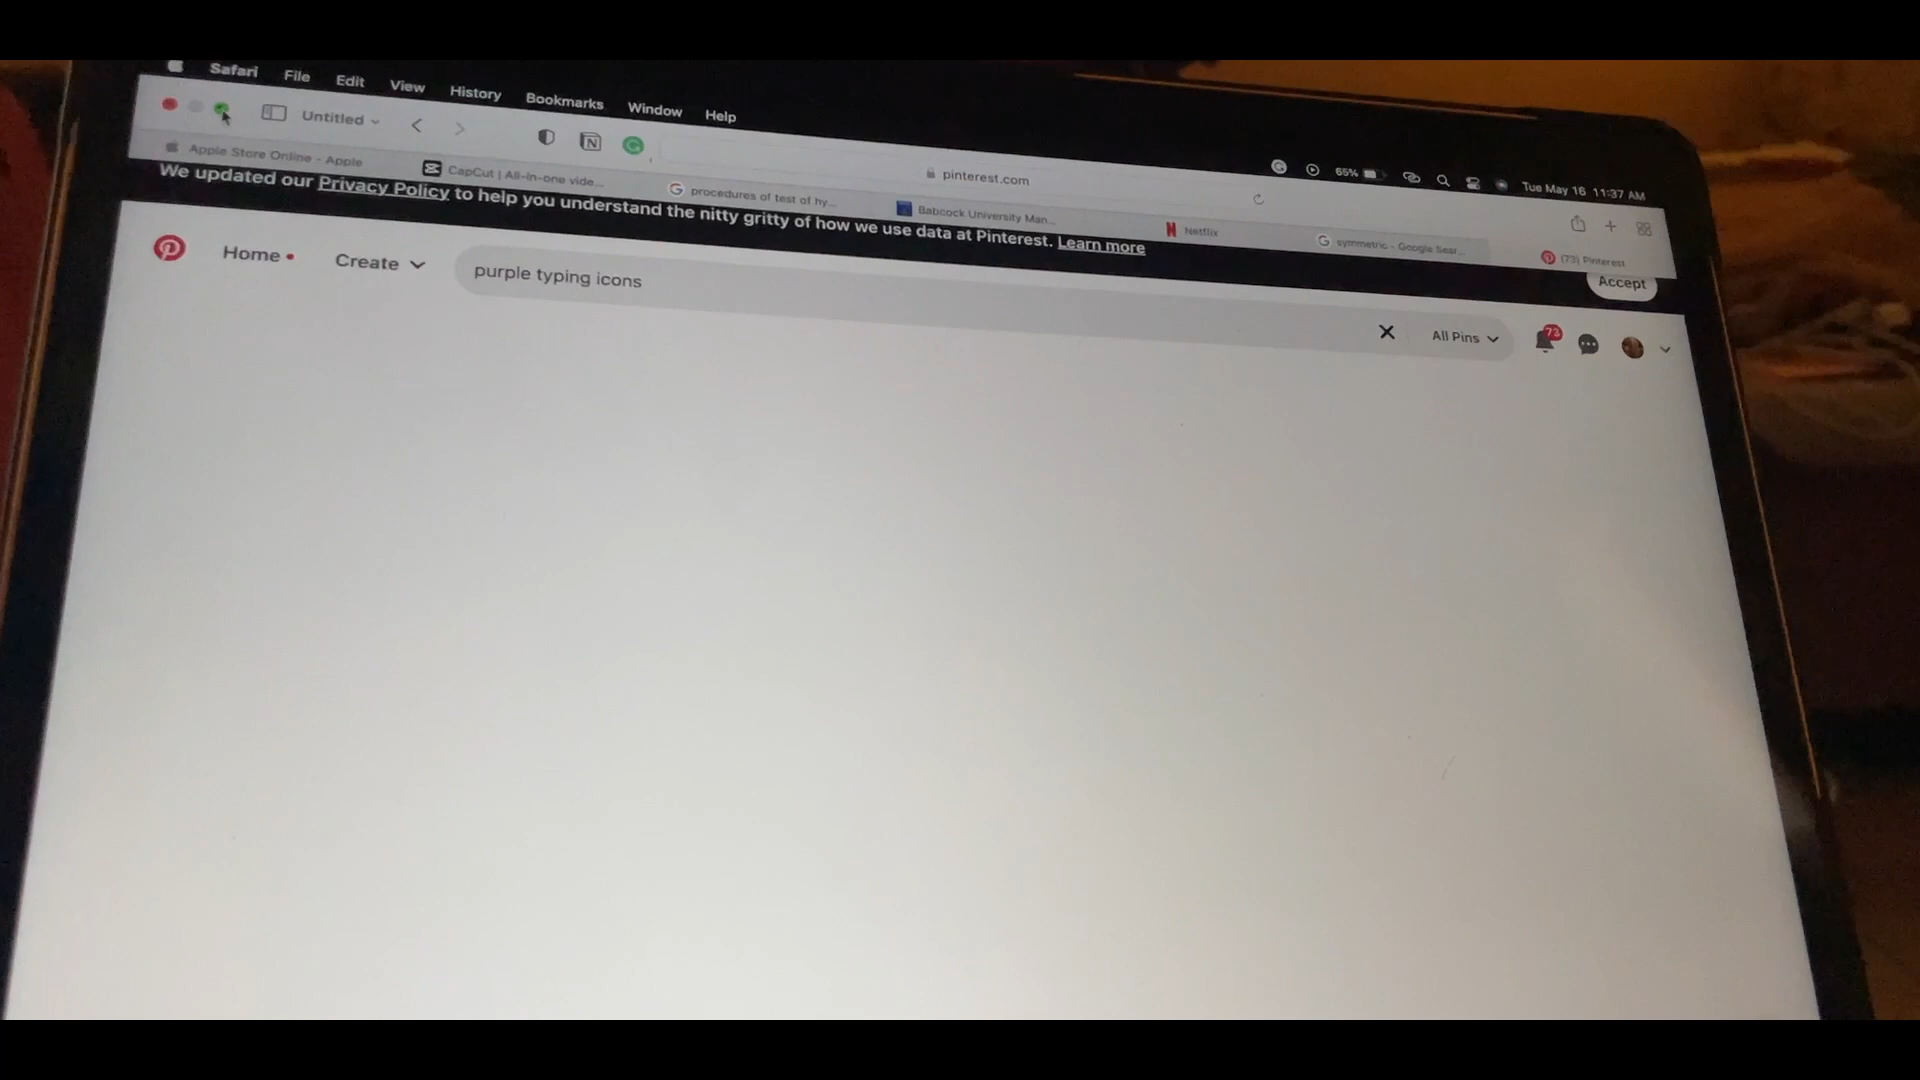 Safari File Edit View History Bookmarks Window Help
65% Tue May 16 11:37 AM
Untitled
pinterest.com
Apple Store Online - Apple
CapCut | All-in-one vide...
procedures of test of hy...
Babcock University Man...
Netflix
symmetric - Google Sear...
(73) Pinterest
We updated our Privacy Policy to help you understand the nitty gritty of how we use data at Pinterest. Learn more
Accept
Home
Create
purple typing icons
All Pins
73